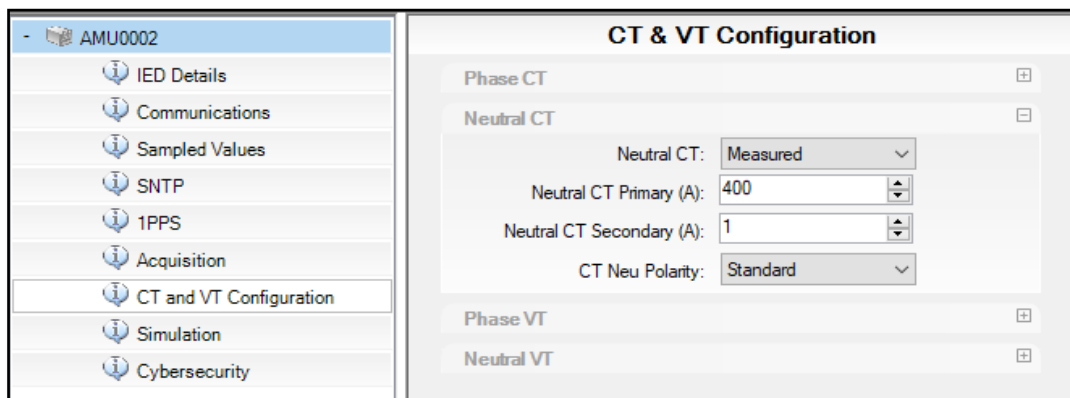 - AMU0002
IED Details
Communications
Sampled Values
SNTP
1PPS
Acquisition
CT and VT Configuration
Simulation
Cybersecurity
CT & VT Configuration
Phase CT
Neutral CT
Neutral CT: Measured
Neutral CT Primary (A): 400
Neutral CT Secondary (A): 1
CT Neu Polarity: Standard
Phase VT
Neutral VT